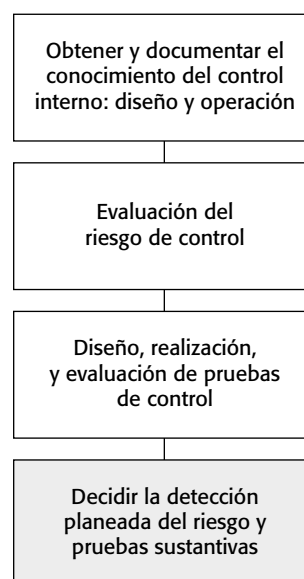 Obtener y documentar el
conocimiento del control
interno: diseño y operación
Evaluación del
riesgo de control
Diseño, realización,
y evaluación de pruebas
de control
Decidir la detección
planeada del riesgo y
pruebas sustantivas